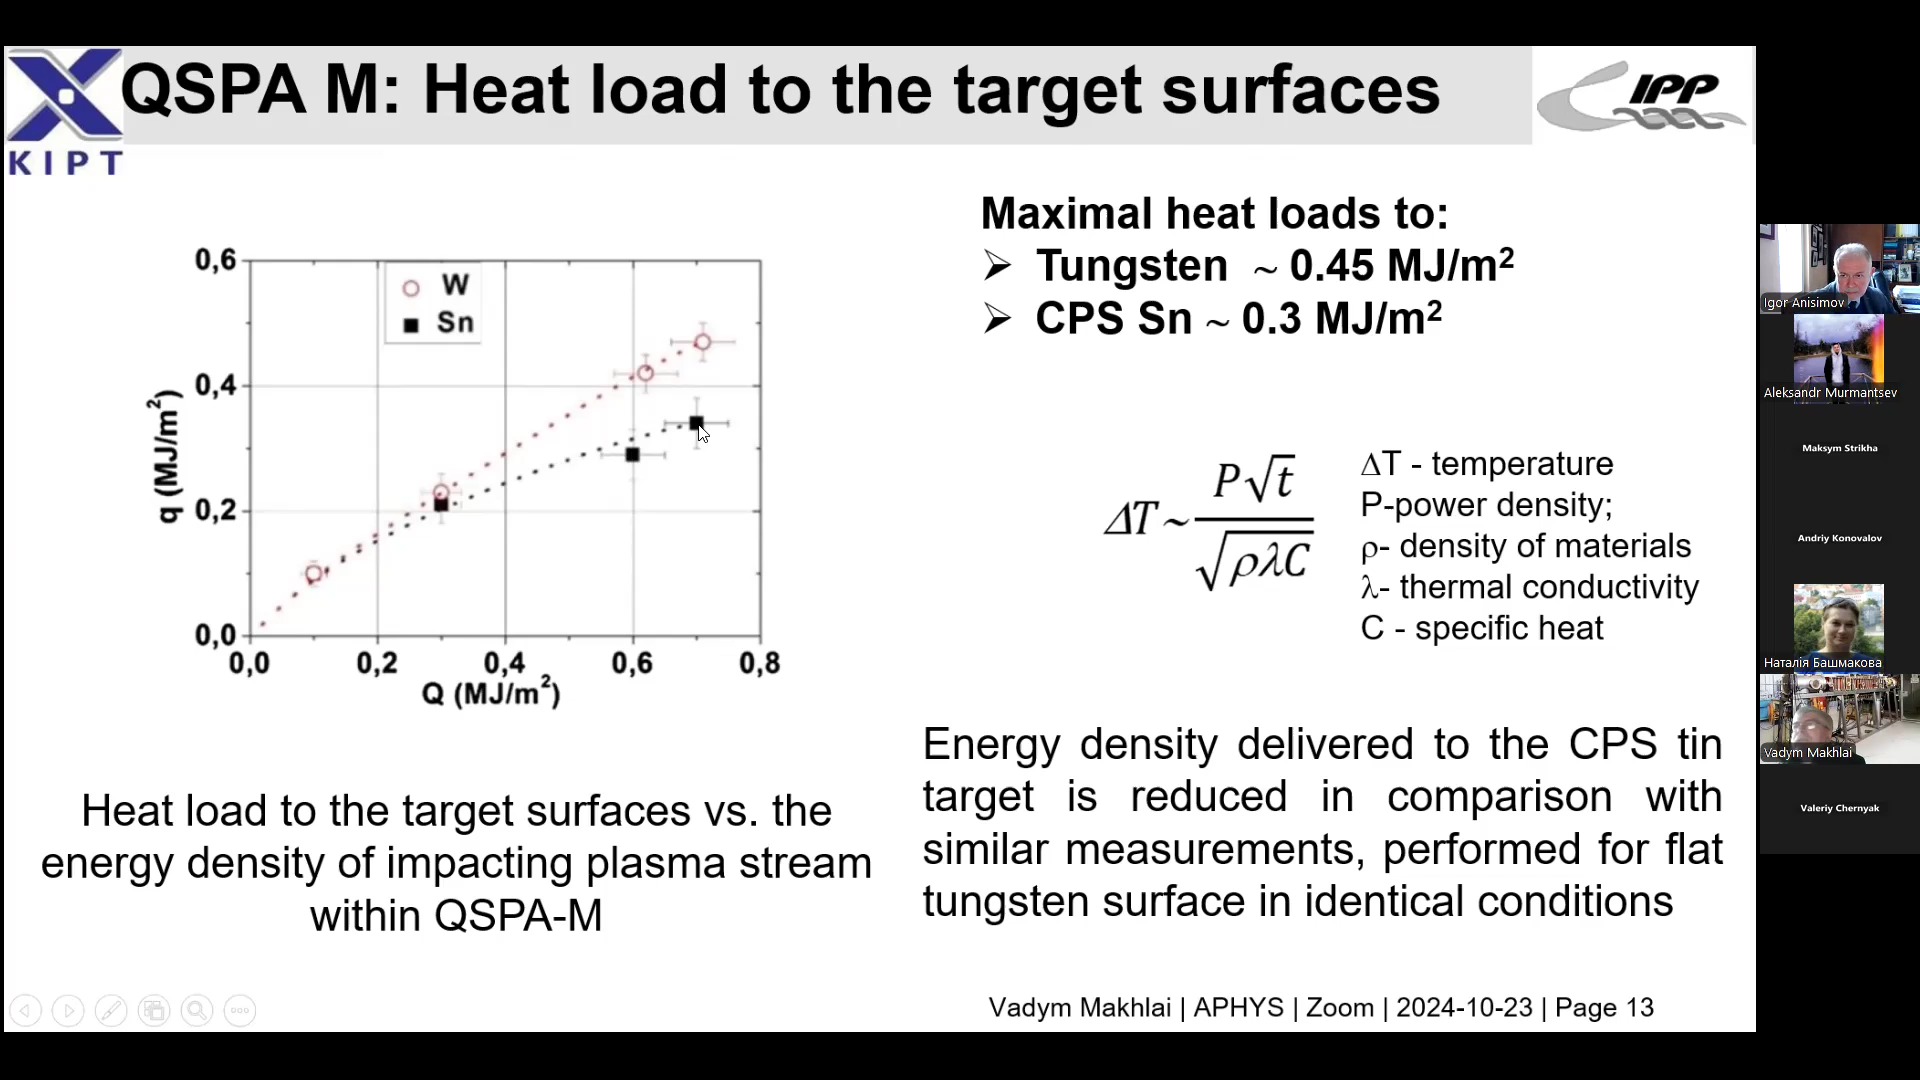 QSPA M: Heat load to the target surfaces
KIPT
IPP
Maximal heat loads to:
➢ Tungsten ~ 0.45 MJ/m²
➢ CPS Sn ~ 0.3 MJ/m²
0,6
0,4
0,2
0,0
q (MJ/m²)
W
Sn
0,0 0,2 0,4 0,6 0,8
Q (MJ/m²)
ΔT~P√t/√ρλC
ΔT - temperature
P-power density;
ρ- density of materials
λ- thermal conductivity
C - specific heat
Heat load to the target surfaces vs. the
energy density of impacting plasma stream
within QSPA-M
Energy density delivered to the CPS tin
target is reduced in comparison with
similar measurements, performed for flat
tungsten surface in identical conditions
Vadym Makhlai | APHYS | Zoom | 2024-10-23 | Page 13
Igor Anisimov
Aleksandr Murmantsev
Maksym Strikha
Andriy Konovalov
Наталія Башмакова
Vadym Makhlai
Valeriy Chernyak